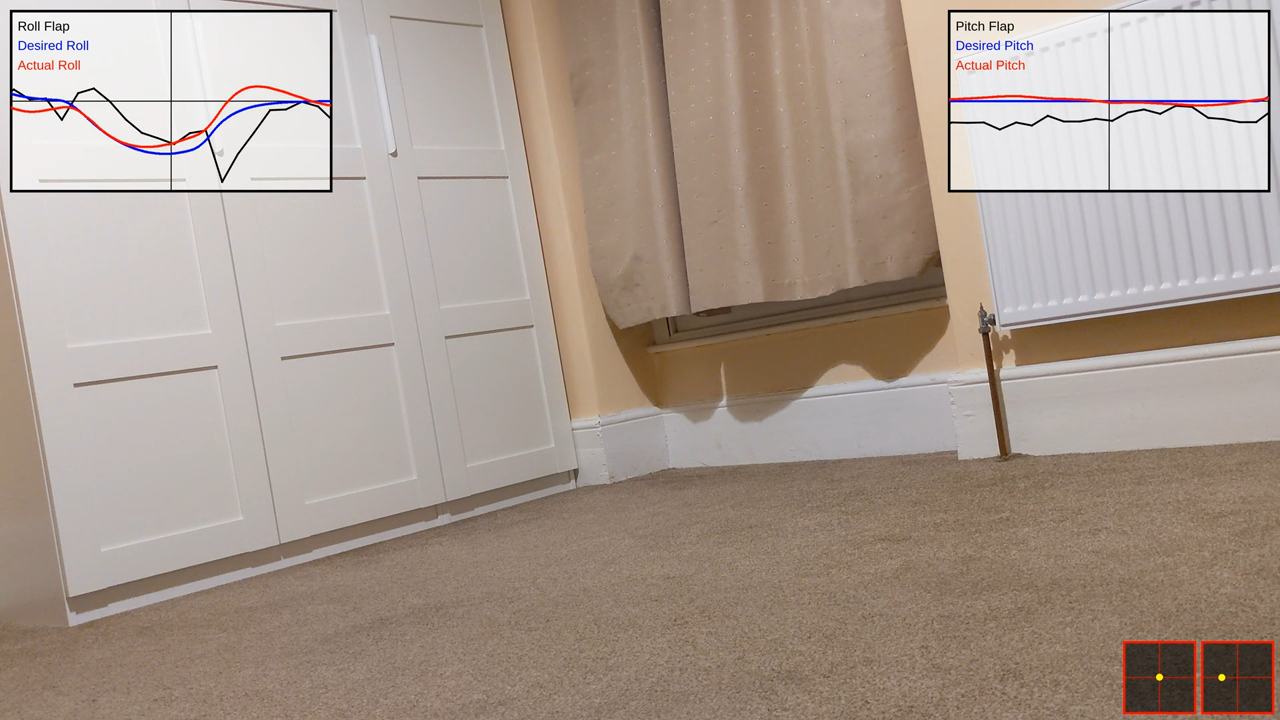 Roll Flap
Desired Roll
Actual Roll
Pitch Flap
Desired Pitch
Actual Pitch